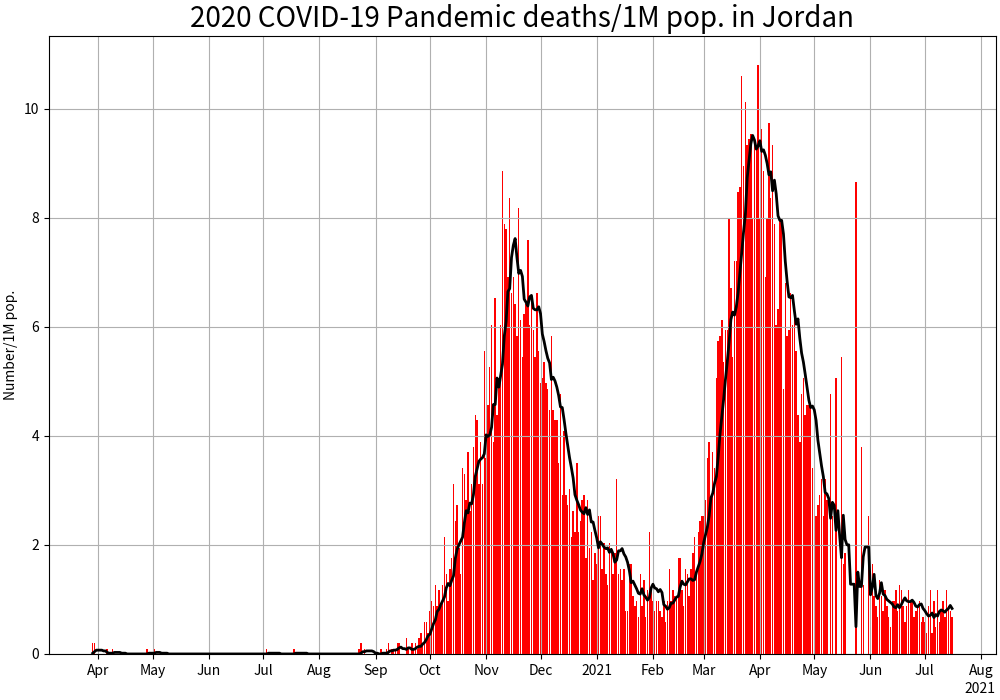 2020 COVID-19 Pandemic deaths/1M pop. in Jordan
Number/1M pop.
10
8
6
4
2
0
Apr May Jun Jul Aug Sep Oct Nov Dec 2021 Feb Mar Apr May Jun Jul Aug
2021